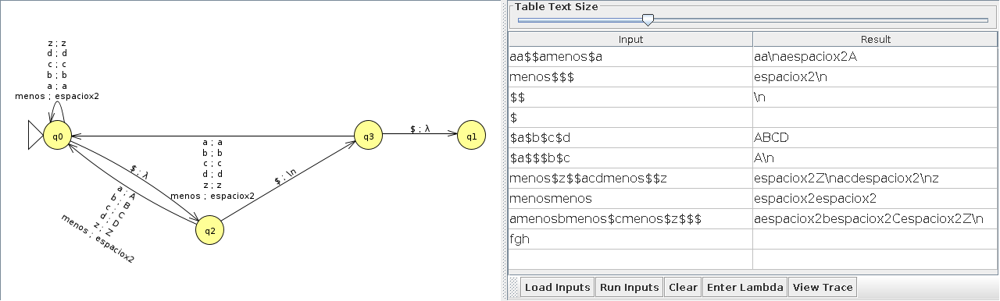 z ; z
d ; d
c ; c
b ; b
a ; a
menos ; espaciox2
q0
q3
$ ; λ
q1
a ; a
b ; b
c ; c
d ; d
z ; z
menos ; espaciox2
$ ; λ
$ ; \n
a ; A
b ; B
c ; C
d ; D
z ; Z
menos ; espaciox2
q2
Table Text Size
Input Result
aa$$amenos$a aa\naespaciox2A
menos$$$ espaciox2\n
$$ \n
$
$a$b$c$d ABCD
$a$$$b$c A\n
menos$z$$acdmenos$$z espaciox2Z\nacdespaciox2\nz
menosmenos espaciox2espaciox2
amenosbmenos$cmenos$z$$$ aespaciox2bespaciox2Cespaciox2Z\n
fgh
Load Inputs Run Inputs Clear Enter Lambda View Trace